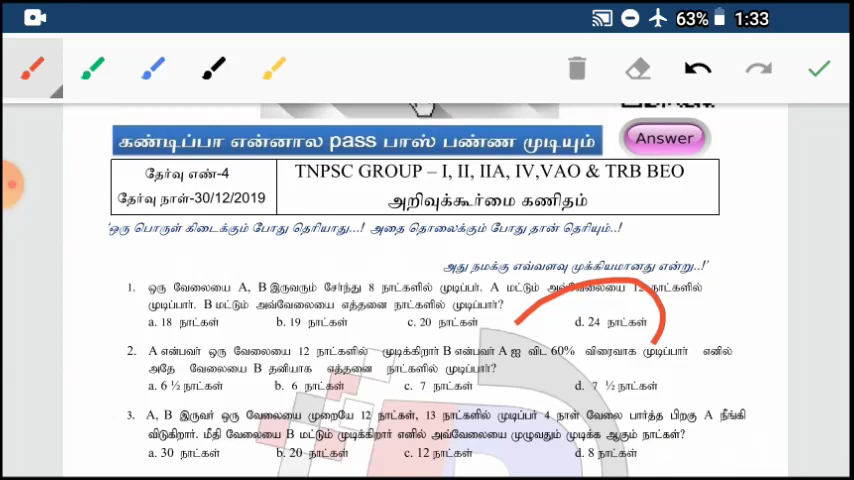 63% 1:33
கண்டிப்பா என்னால pass பாஸ் பண்ண முடியும்
Answer
தேர்வு எண்-4
தேர்வு நாள்-30/12/2019
TNPSC GROUP – I, II, IIA, IV,VAO & TRB BEO
அறிவுக்கூர்மை கணிதம்
'ஒரு பொருள் கிடைக்கும் போது தெரியாது...! அதை தொலைக்கும் போது தான் தெரியும்..!
அது நமக்கு எவ்வளவு முக்கியமானது என்று..!'
1. ஒரு வேலையை A, B இருவரும் சேர்ந்து 8 நாட்களில் முடிப்பர். A மட்டும் அவ்வேலையை 12 நாட்களில்
முடிப்பார். B மட்டும் அவ்வேலையை எத்தனை நாட்களில் முடிப்பார்?
a. 18 நாட்கள் b. 19 நாட்கள் c. 20 நாட்கள் d. 24 நாட்கள்
2. A என்பவர் ஒரு வேலையை 12 நாட்களில் முடிக்கிறார் B என்பவர் A ஐ விட 60% விரைவாக முடிப்பார் எனில்
அதே வேலையை B தனியாக எத்தனை நாட்களில் முடிப்பார்?
a. 6 ½ நாட்கள் b. 6 நாட்கள் c. 7 நாட்கள் d. 7 ½ நாட்கள்
3. A, B இருவர் ஒரு வேலையை முறையே 12 நாட்கள், 13 நாட்களில் முடிப்பர் 4 நாள் வேலை பார்த்த பிறகு A நீங்கி
விடுகிறார். மீதி வேலையை B மட்டும் முடிக்கிறார் எனில் அவ்வேலையை முழுவதும் முடிக்க ஆகும் நாட்கள்?
a. 30 நாட்கள் b. 20 நாட்கள் c. 12 நாட்கள் d. 8 நாட்கள்